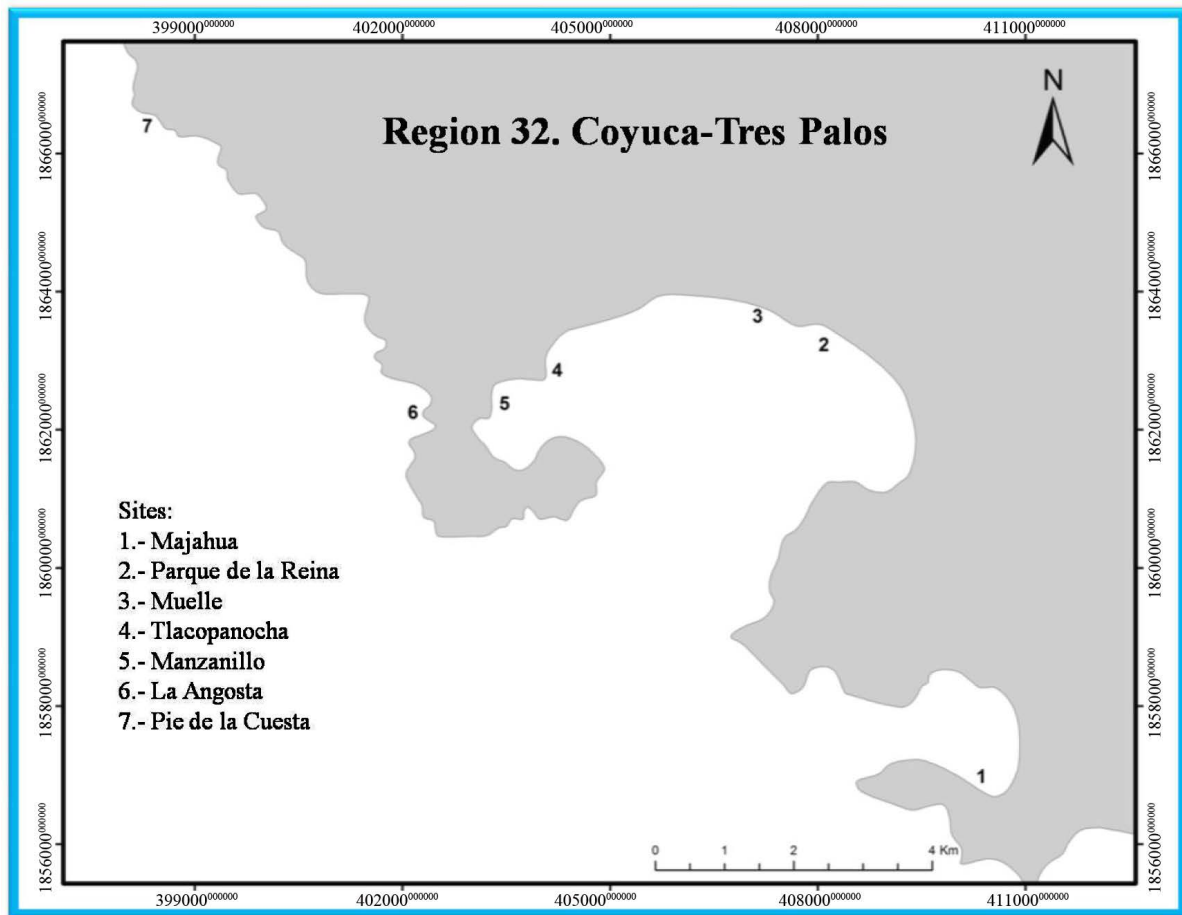 399000000000 402000000000 405000000000 408000000000 411000000000
N
Region 32. Coyuca-Tres Palos
7
1866000000000 1866000000000
1864000000000 1864000000000
3
2
4
5
6
1862000000000 1862000000000
Sites:
1.- Majahua
2.- Parque de la Reina
3.- Muelle
4.- Tlacopanocha
5.- Manzanillo
6.- La Angosta
7.- Pie de la Cuesta
1860000000000 1860000000000
1858000000000 1858000000000
1
0 1 2 4 Km
1856000000000 1856000000000
399000000000 402000000000 405000000000 408000000000 411000000000